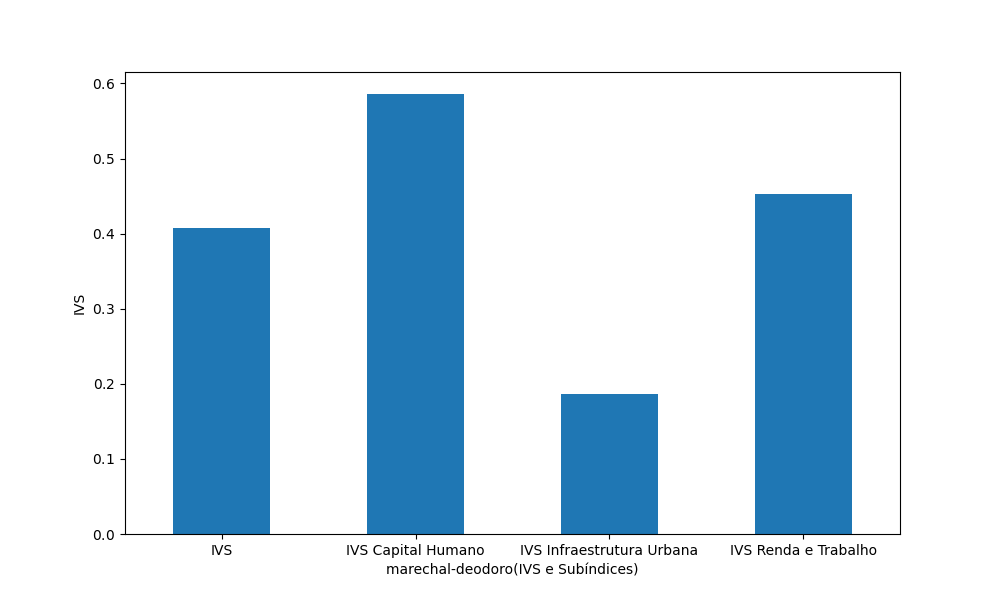 0.6
0.5
0.4
0.3
0.2
0.1
0.0
IVS
IVS
IVS Capital Humano
IVS Infraestrutura Urbana
IVS Renda e Trabalho
marechal-deodoro(IVS e Subíndices)